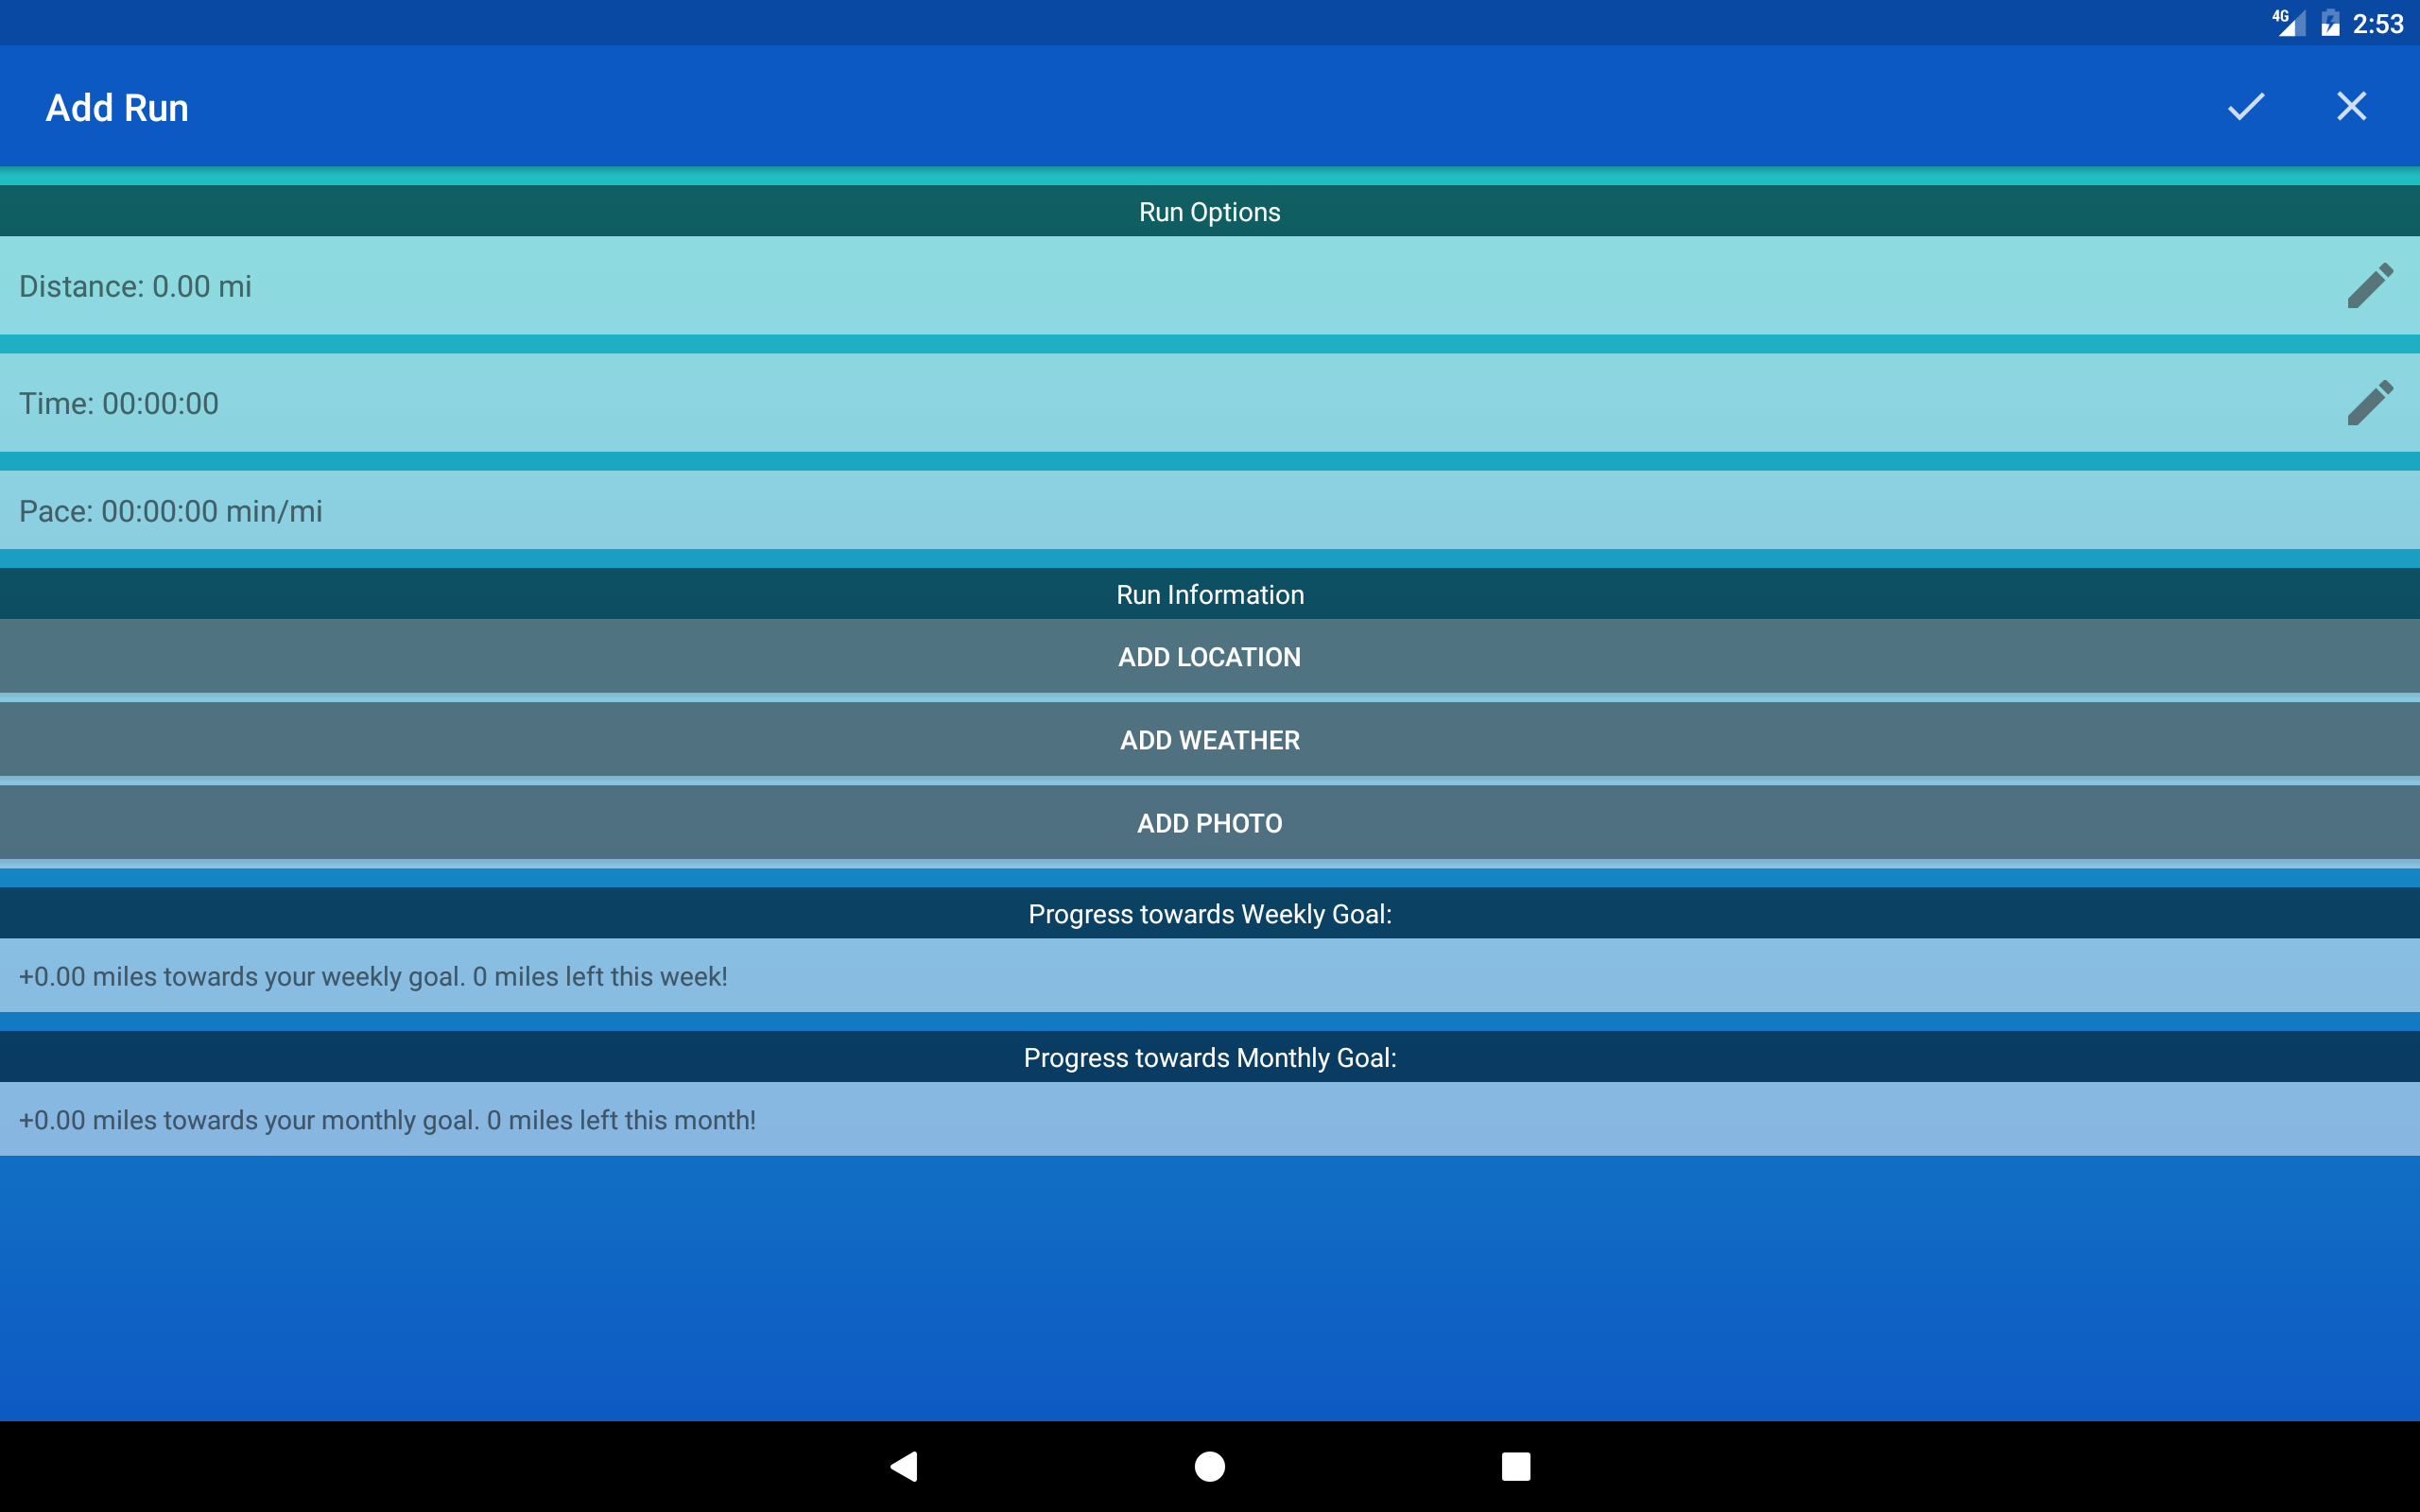 4G 2:53
Add Run
Run Options
Distance: 0.00 mi
Time: 00:00:00
Pace: 00:00:00 min/mi
Run Information
ADD LOCATION
ADD WEATHER
ADD PHOTO
Progress towards Weekly Goal:
+0.00 miles towards your weekly goal. 0 miles left this week!
Progress towards Monthly Goal:
+0.00 miles towards your monthly goal. 0 miles left this month!